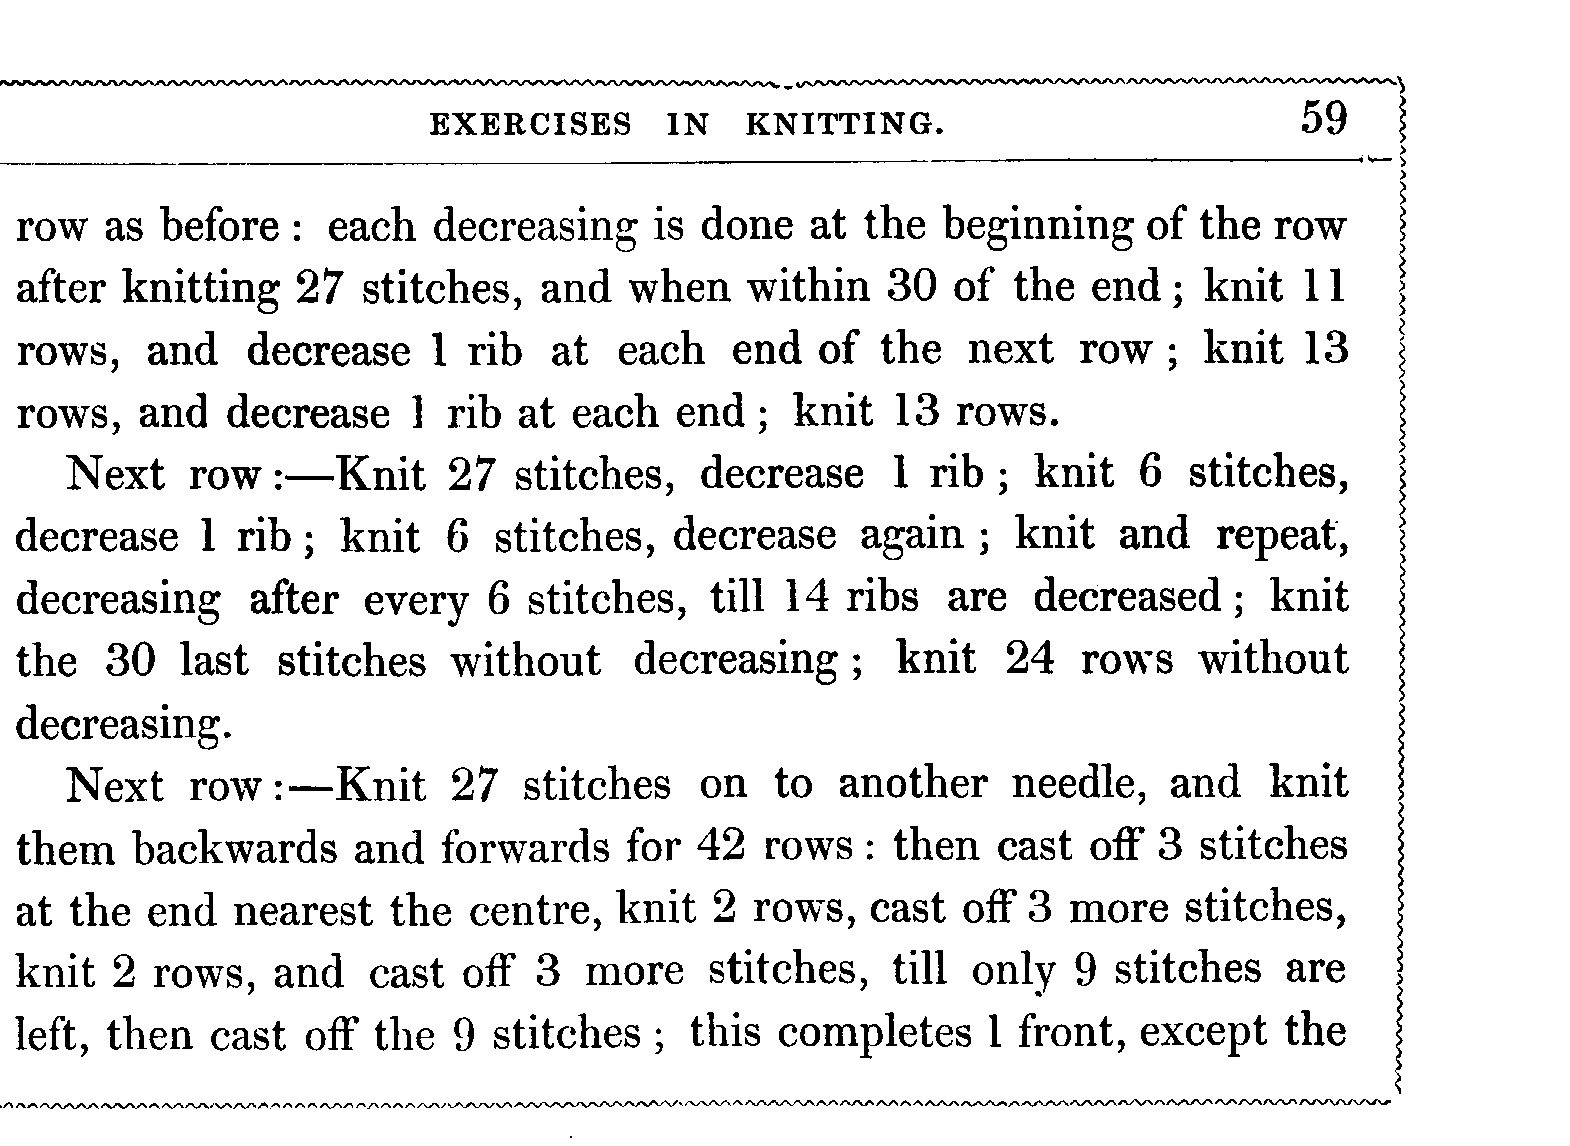 EXERCISES IN KNITTING. 59
row as before : each decreasing is done at the beginning of the row
after knitting 27 stitches, and when within 30 of the end ; knit 11
rows, and decrease 1 rib at each end of the next row ; knit 13
rows, and decrease 1 rib at each end ; knit 13 rows.
Next row :—Knit 27 stitches, decrease 1 rib ; knit 6 stitches,
decrease 1 rib ; knit 6 stitches, decrease again ; knit and repeat,
decreasing after every 6 stitches, till 14 ribs are decreased ; knit
the 30 last stitches without decreasing ; knit 24 rows without
decreasing.
Next row :—Knit 27 stitches on to another needle, and knit
them backwards and forwards for 42 rows : then cast off 3 stitches
at the end nearest the centre, knit 2 rows, cast off 3 more stitches,
knit 2 rows, and cast off 3 more stitches, till only 9 stitches are
left, then cast off the 9 stitches ; this completes 1 front, except the